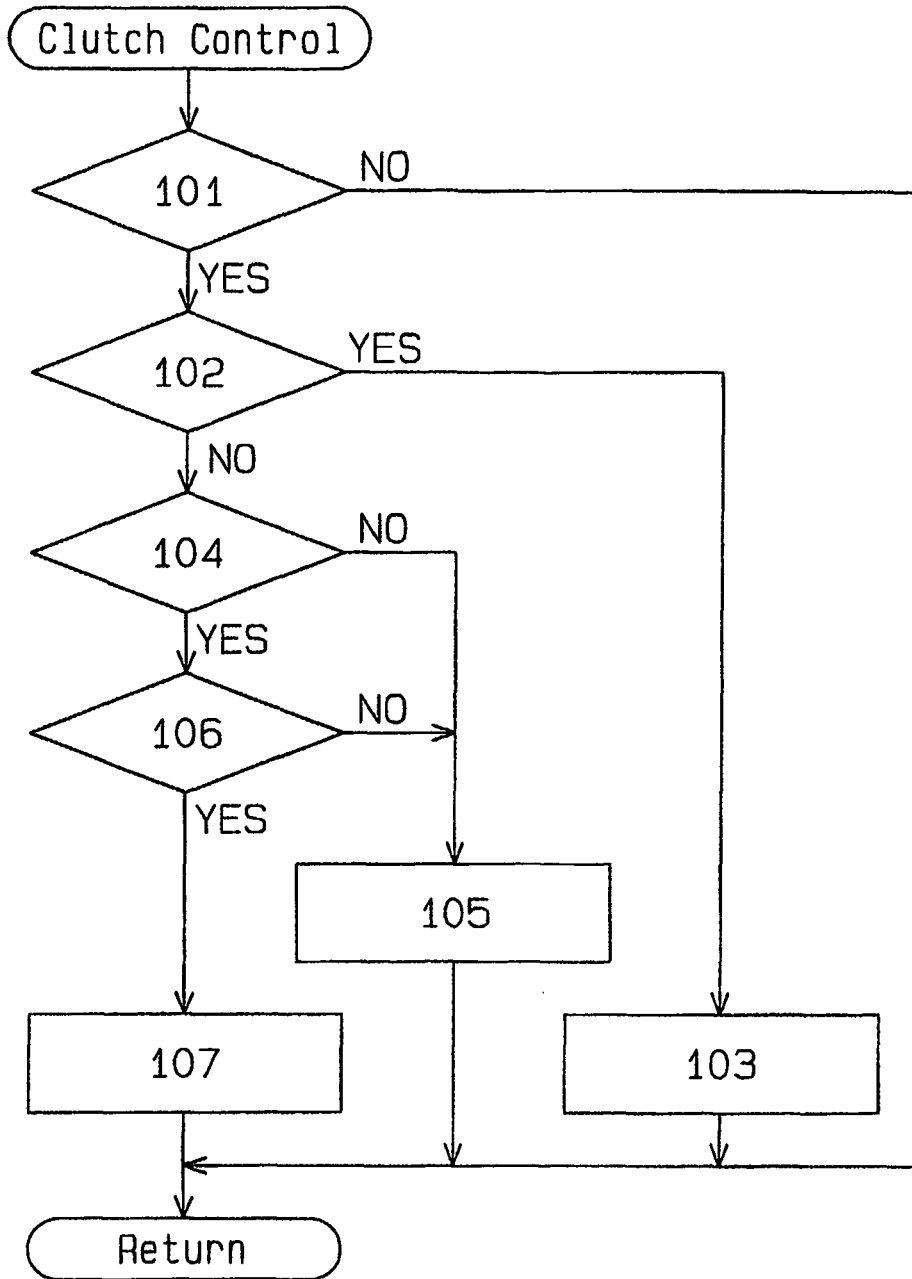 Clutch Control
101
NO
YES
102
YES
NO
104
NO
YES
106
NO
YES
105
107
103
Return